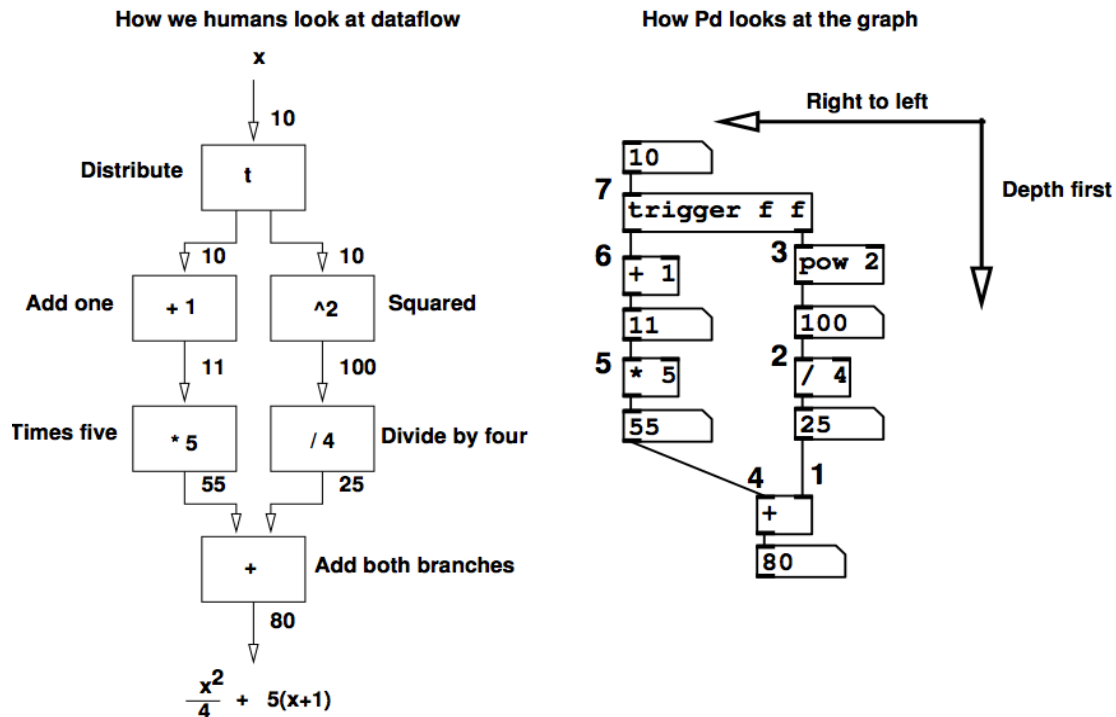 How we humans look at dataflow
x
10
Distribute
t
10
10
Add one
+ 1
^2
Squared
11
100
Times five
* 5
/ 4
Divide by four
55
25
+
Add both branches
80
x2
4
+ 5(x+1)
How Pd looks at the graph
Right to left
Depth first
10
7
trigger f f
6
+ 1
3
pow 2
11
100
5
* 5
2
/ 4
55
25
4
1
+
80